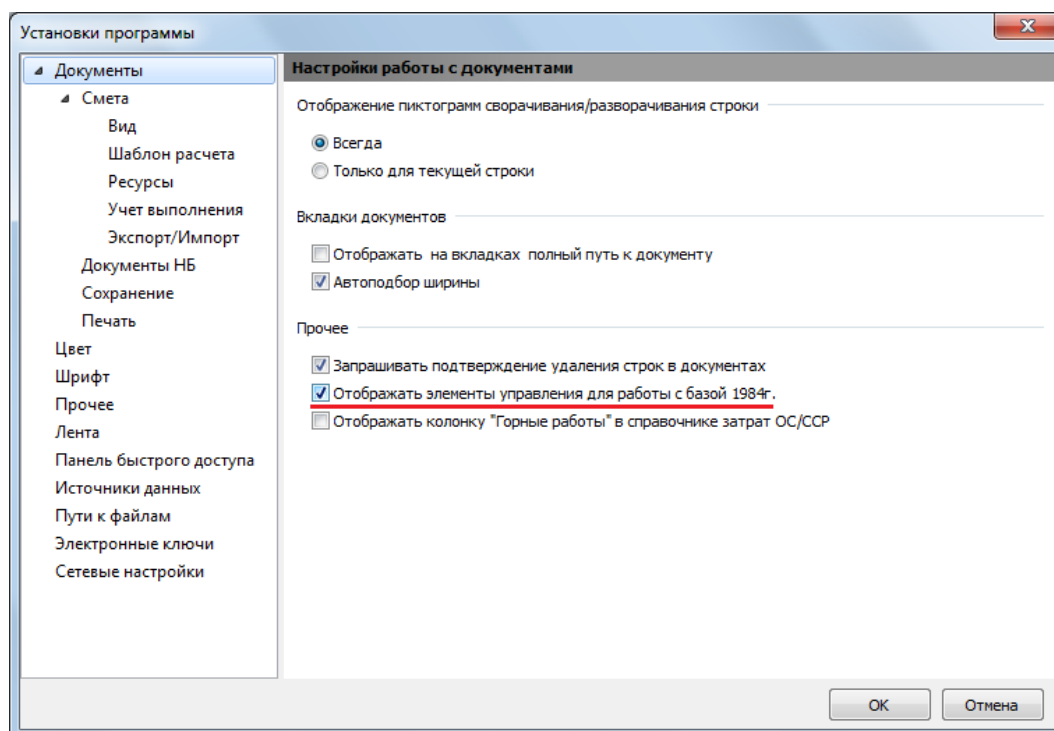 Установки программы
Документы
Смета
Вид
Шаблон расчета
Ресурсы
Учет выполнения
Экспорт/Импорт
Документы НБ
Сохранение
Печать
Цвет
Шрифт
Прочее
Лента
Панель быстрого доступа
Источники данных
Пути к файлам
Электронные ключи
Сетевые настройки
Настройки работы с документами
Отображение пиктограмм сворачивания/разворачивания строки
Всегда
Только для текущей строки
Вкладки документов
Отображать на вкладках полный путь к документу
Автоподбор ширины
Прочее
Запрашивать подтверждение удаления строк в документах
Отображать элементы управления для работы с базой 1984г.
Отображать колонку "Горные работы" в справочнике затрат ОС/ССР
ОК
Отмена